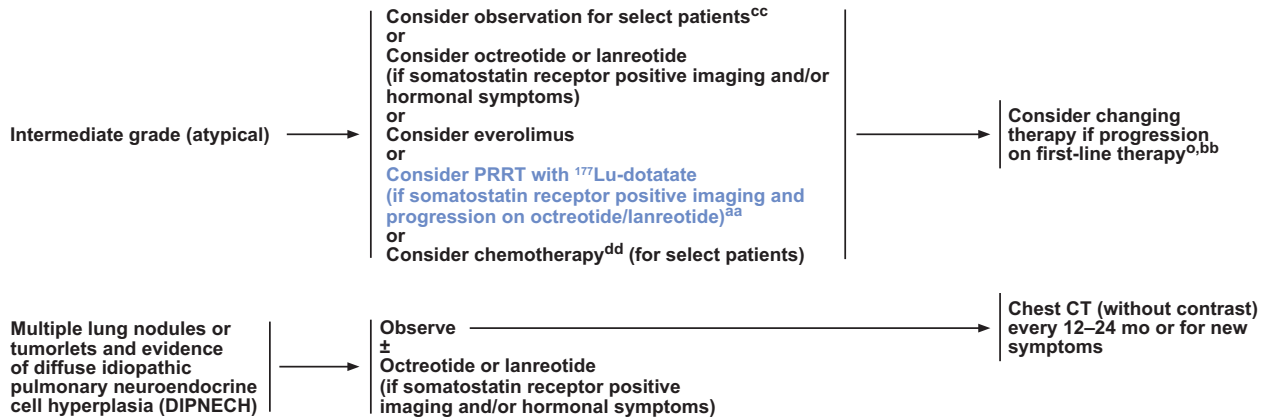 Intermediate grade (atypical)
Consider observation for select patientsᶜᶜ
or
Consider octreotide or lanreotide
(if somatostatin receptor positive imaging and/or
hormonal symptoms)
or
Consider everolimus
or
Consider PRRT with ¹⁷⁷Lu-dotatate
(if somatostatin receptor positive imaging and
progression on octreotide/lanreotide)ᵃᵃ
or
Consider chemotherapyᵈᵈ (for select patients)
Consider changing
therapy if progression
on first-line therapyᵒ,ᵇᵇ
Multiple lung nodules or
tumorlets and evidence
of diffuse idiopathic
pulmonary neuroendocrine
cell hyperplasia (DIPNECH)
Observe
±
Octreotide or lanreotide
(if somatostatin receptor positive
imaging and/or hormonal symptoms)
Chest CT (without contrast)
every 12–24 mo or for new
symptoms